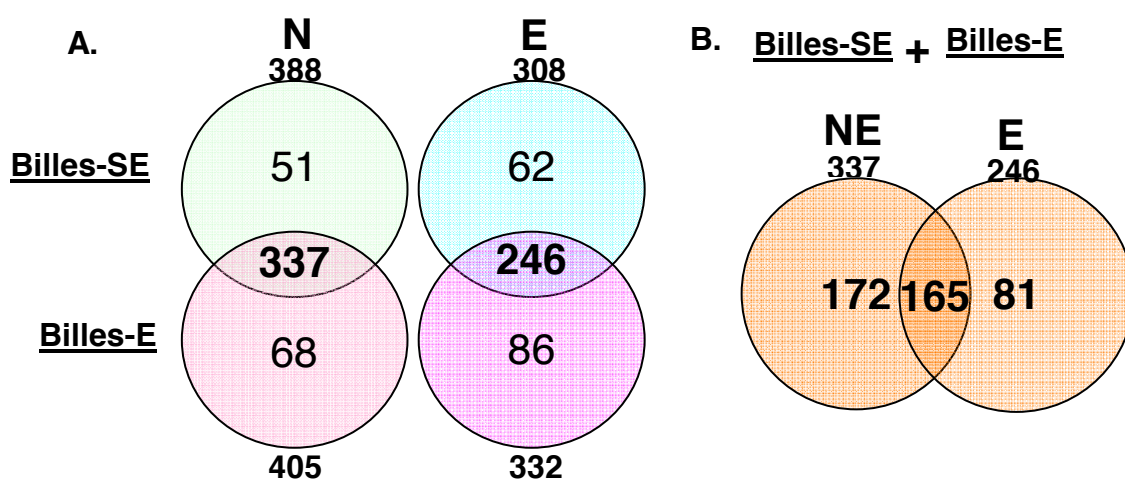 A.
N
E
388
308
Billes-SE
51
62
337
246
Billes-E
68
86
405
332
B.
Billes-SE + Billes-E
NE
E
337
246
172
165
81